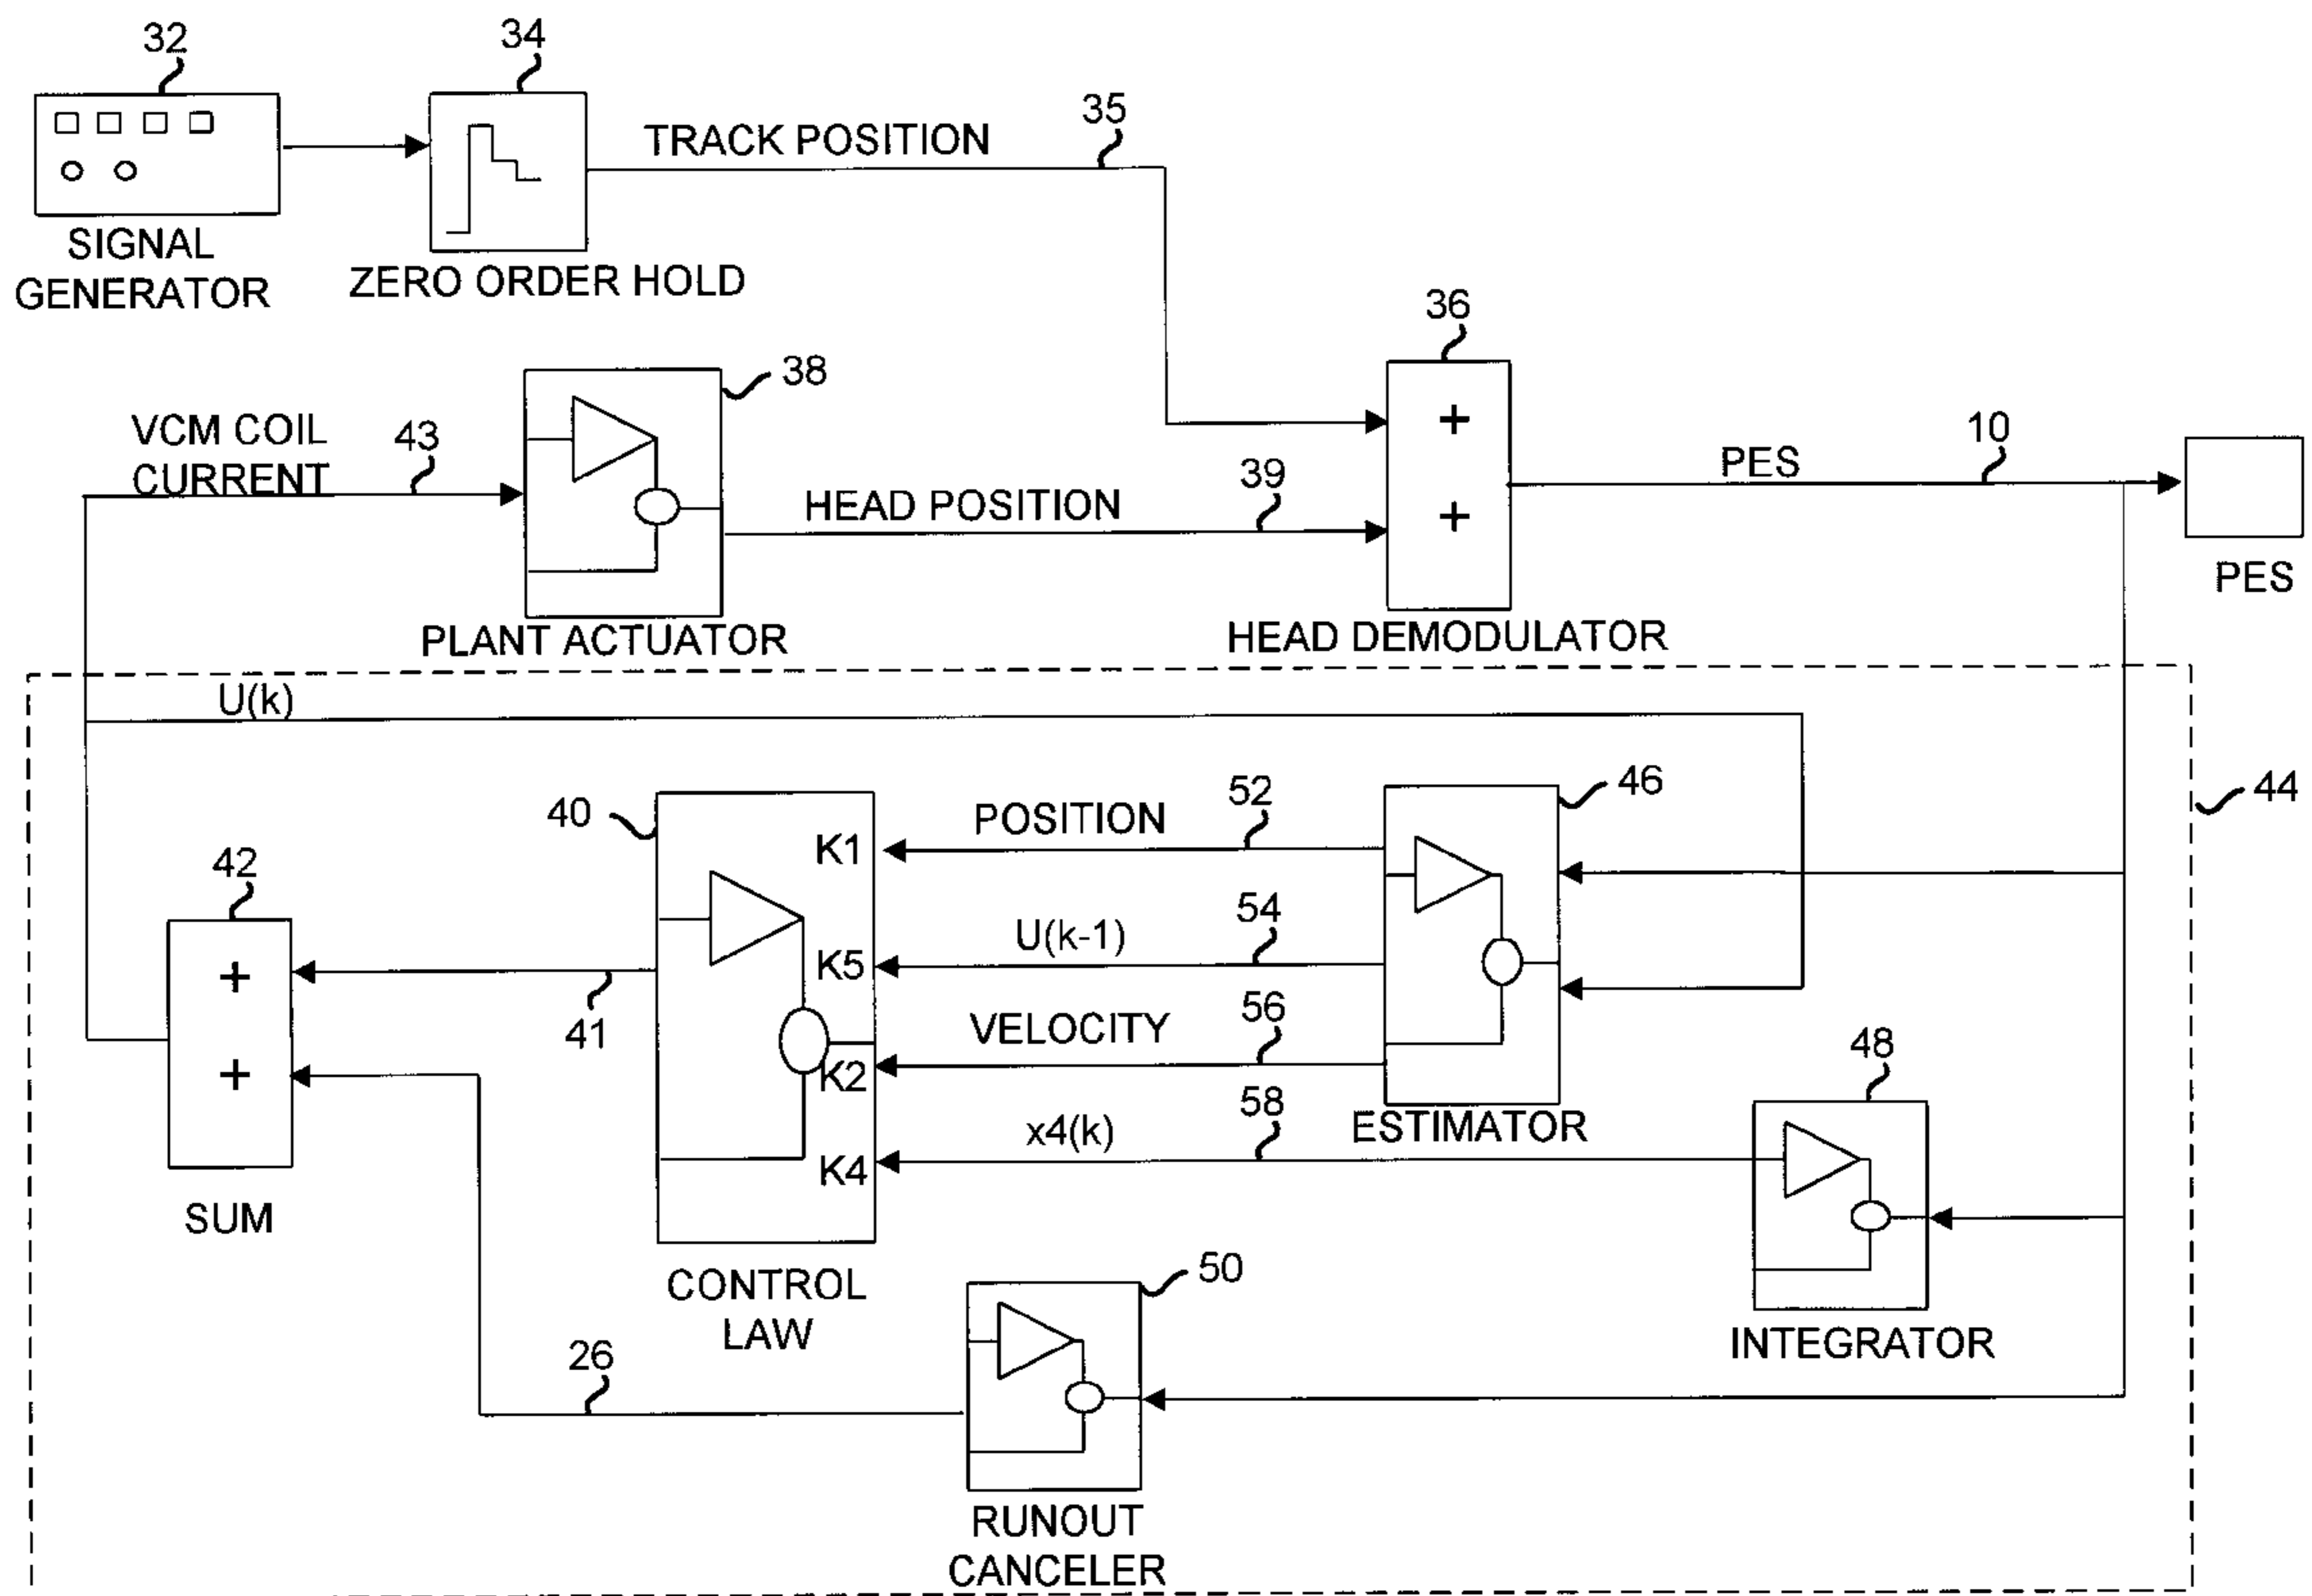 32
34
SIGNAL
GENERATOR
ZERO ORDER HOLD
TRACK POSITION
35
36
+
+
HEAD DEMODULATOR
VCM COIL
CURRENT
43
38
PLANT ACTUATOR
HEAD POSITION
39
PES
10
PES
U(k)
44
42
+
+
SUM
40
K1
K5
K2
K4
CONTROL
LAW
41
POSITION
52
U(k-1)
54
VELOCITY
56
x4(k)
58
46
ESTIMATOR
48
INTEGRATOR
26
50
RUNOUT
CANCELER